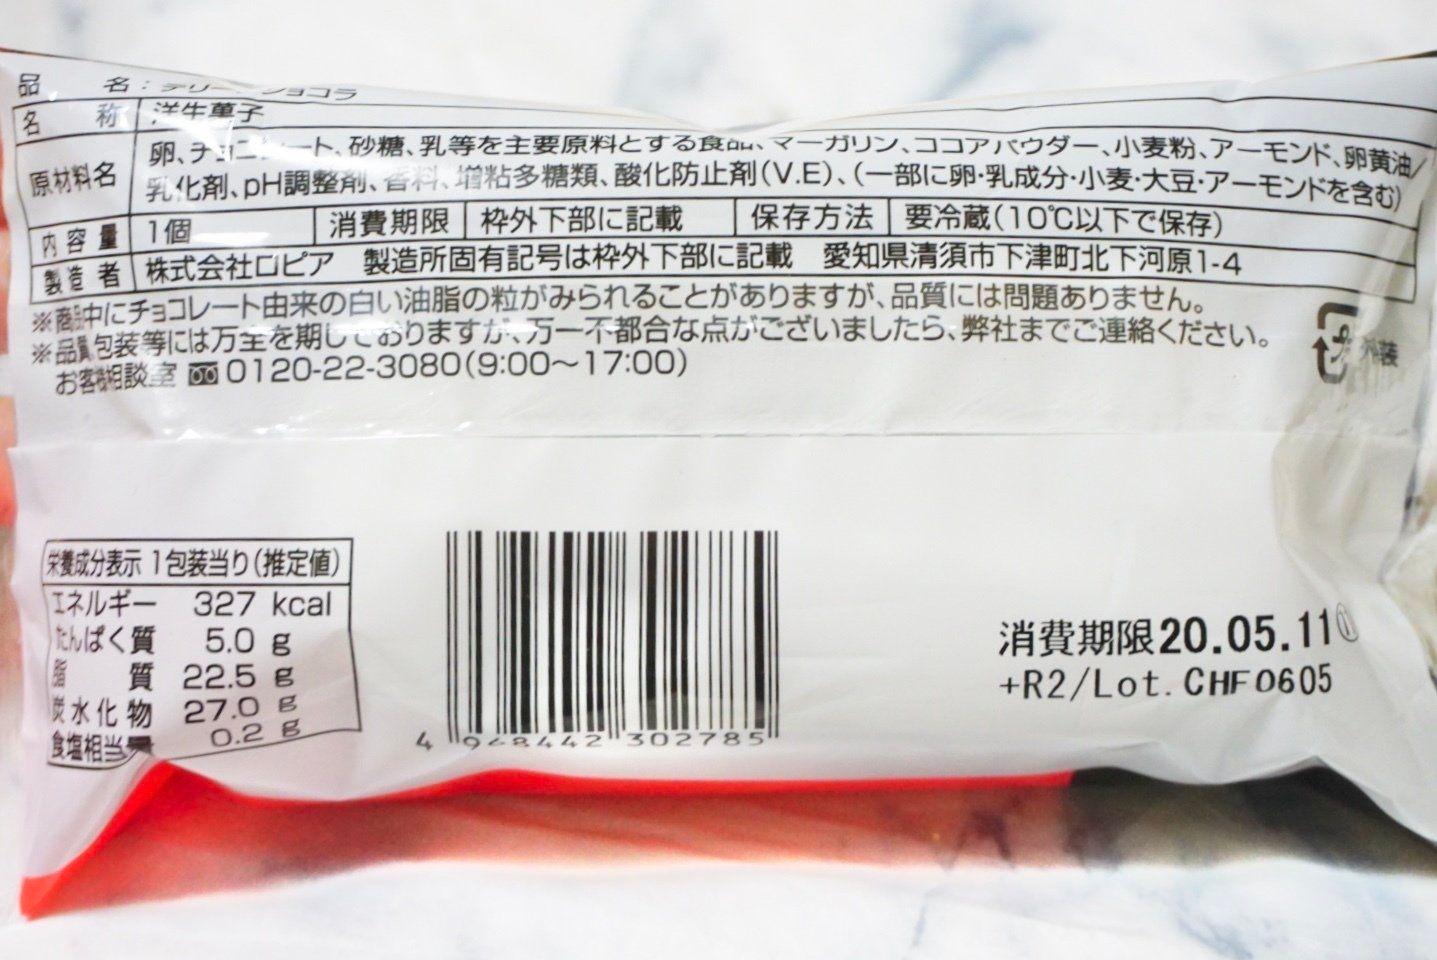 品 名：テリーヌショコラ
名 称 洋生菓子
原材料名 卵、チョコレート、砂糖、乳等を主要原料とする食品、マーガリン、ココアパウダー、小麦粉、アーモンド、卵黄油/
乳化剤、pH調整剤、香料、増粘多糖類、酸化防止剤(V.E)、(一部に卵・乳成分・小麦・大豆・アーモンドを含む)
内容量 1個 消費期限 枠外下部に記載 保存方法 要冷蔵(10℃以下で保存)
製造者 株式会社ロピア 製造所固有記号は枠外下部に記載 愛知県清須市下津町北下河原1-4
※商品中にチョコレート由来の白い油脂の粒がみられることがありますが、品質には問題ありません。
※品質、包装等には万全を期しておりますが、万一不都合な点がございましたら、弊社までご連絡ください。
お客様相談室 0120-22-3080(9:00〜17:00)
外装
栄養成分表示 1包装当り(推定値)
エネルギー 327 kcal
たんぱく質 5.0 g
脂 質 22.5 g
炭水化物 27.0 g
食塩相当量 0.2 g
4 968442 302785
消費期限20.05.11
+R2/Lot.CHF0605